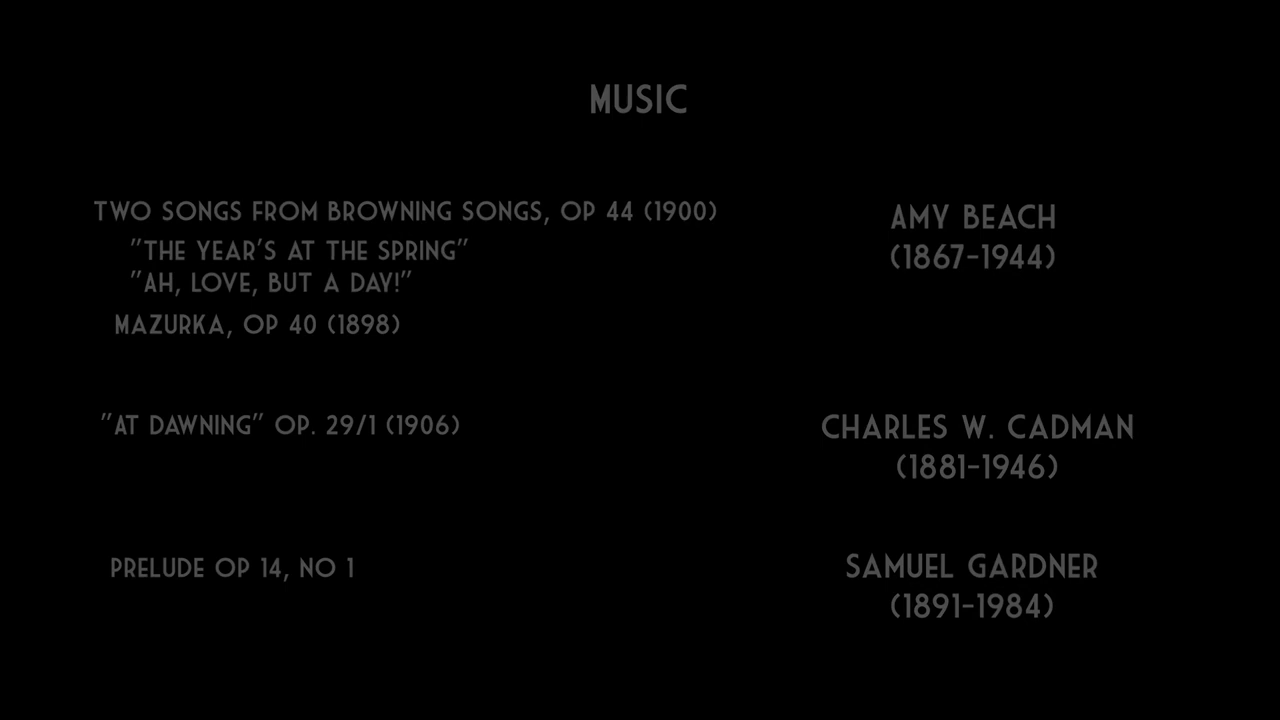 MUSIC
TWO SONGS FROM BROWNING SONGS, OP 44 (1900)
"THE YEAR'S AT THE SPRING"
"AH, LOVE, BUT A DAY!"
MAZURKA, OP 40 (1898)
AMY BEACH
(1867-1944)
"AT DAWNING" OP. 29/1 (1906)
CHARLES W. CADMAN
(1881-1946)
PRELUDE OP 14, NO 1
SAMUEL GARDNER
(1891-1984)